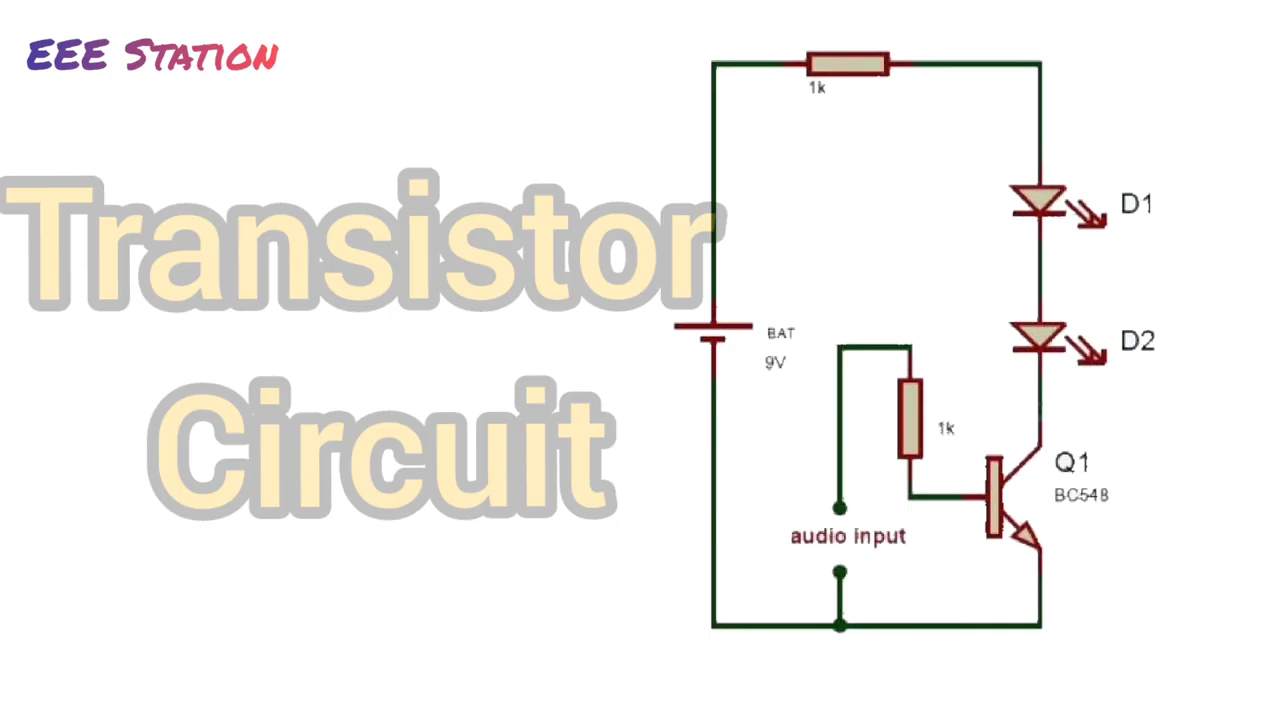 EEE Station
Transistor
Circuit
1k
D1
D2
BAT
9V
1k
Q1
BC548
audio input